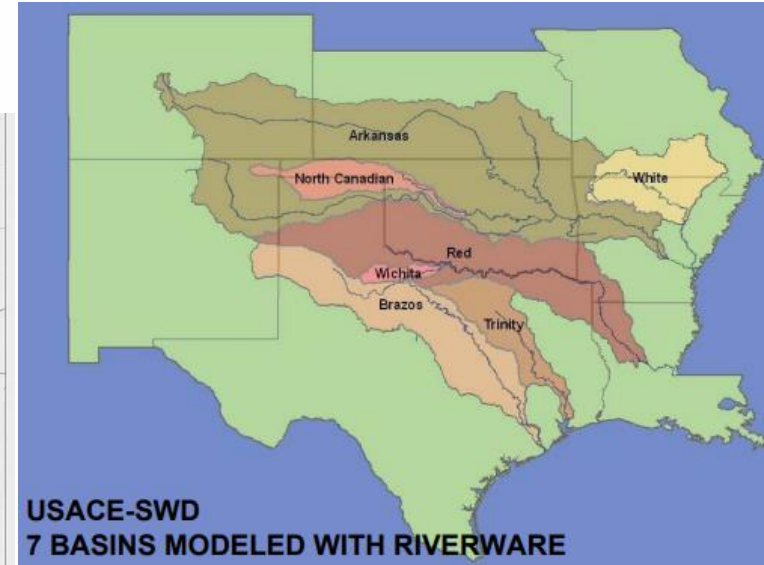 Arkansas
North Canadian
White
Red
Wichita
Brazos
Trinity
USACE-SWD
7 BASINS MODELED WITH RIVERWARE